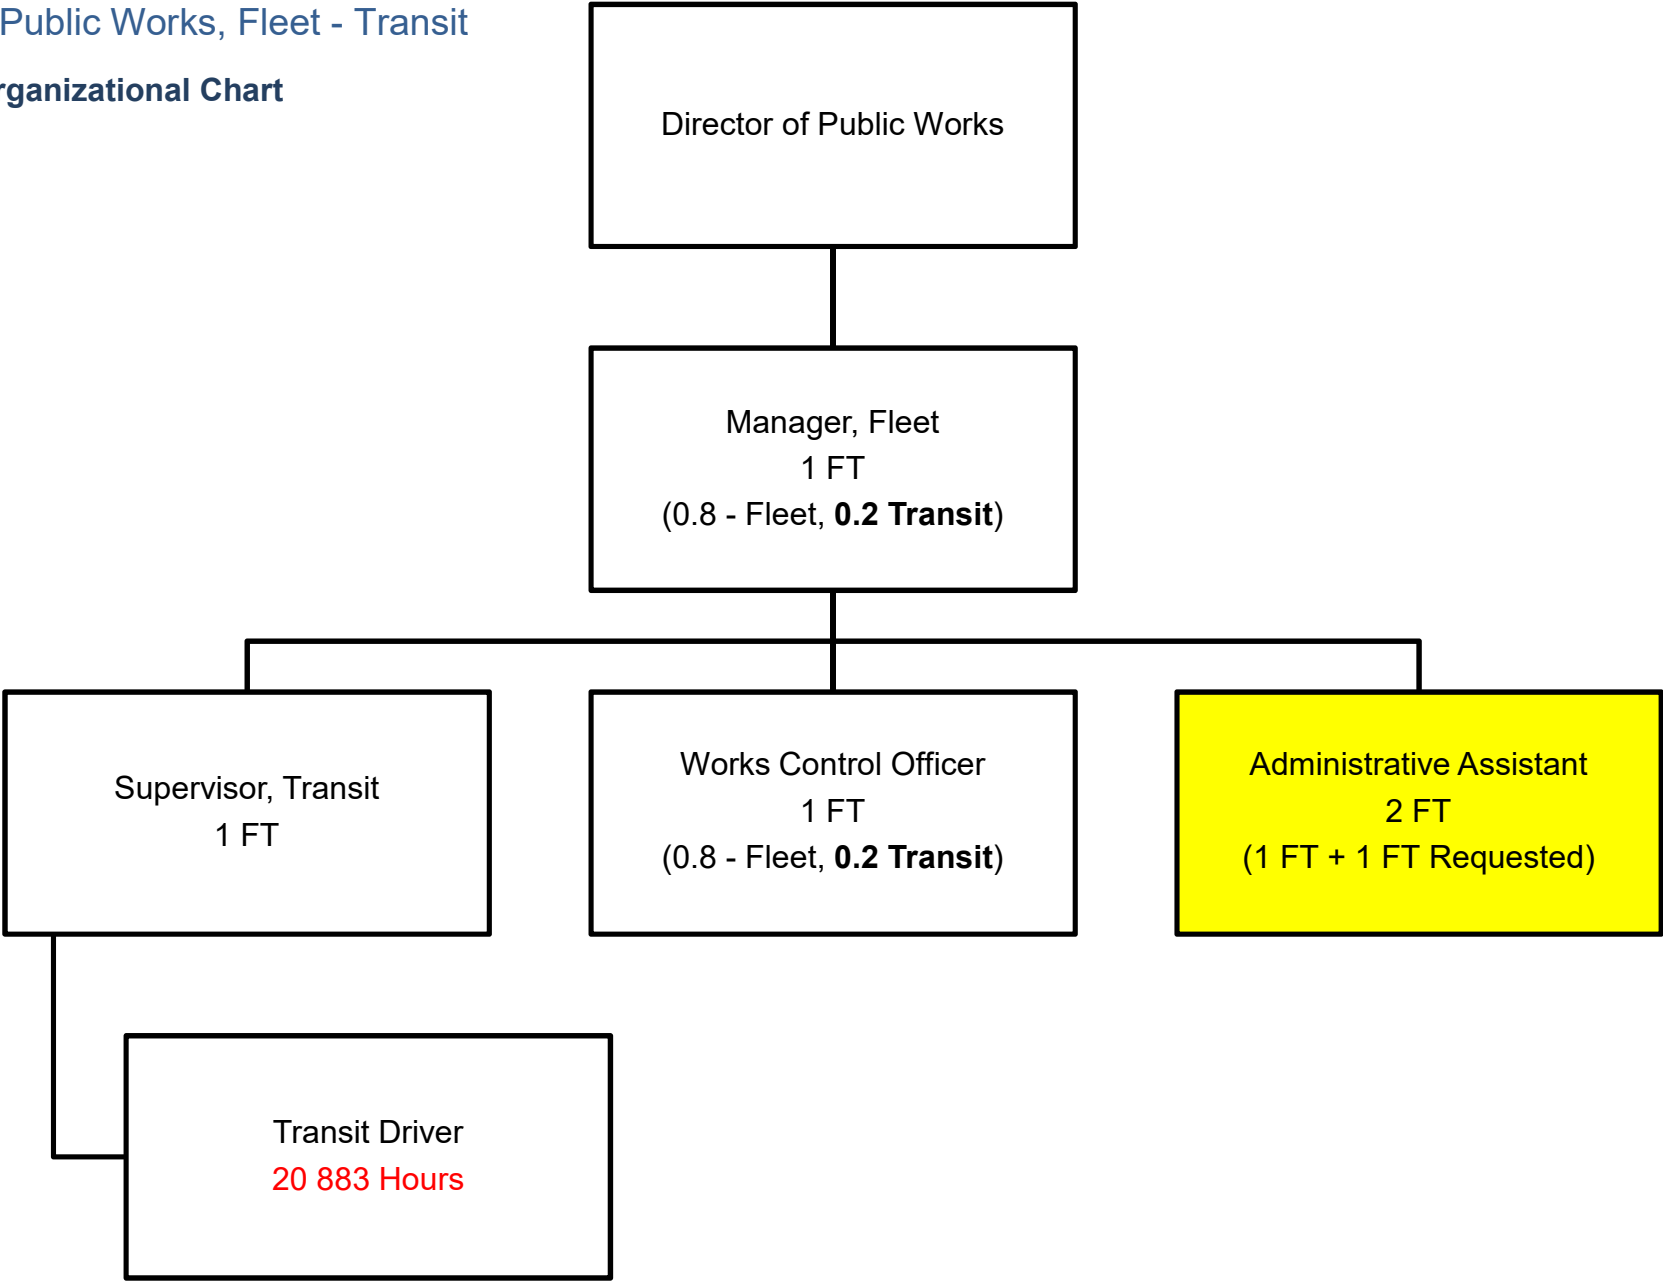 Public Works, Fleet - Transit
rganizational Chart
Director of Public Works
Manager, Fleet
1 FT
(0.8 - Fleet, 0.2 Transit)
Supervisor, Transit
1 FT
Works Control Officer
1 FT
(0.8 - Fleet, 0.2 Transit)
Administrative Assistant
2 FT
(1 FT + 1 FT Requested)
Transit Driver
20 883 Hours